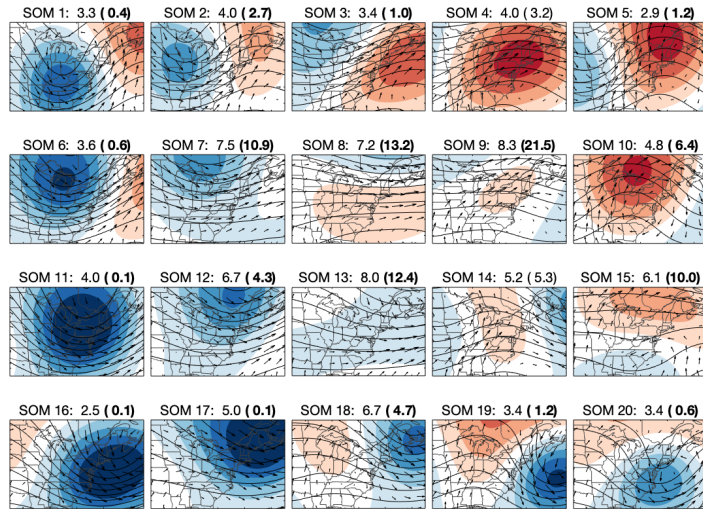 SOM 1: 3.3 ( 0.4) SOM 2: 4.0 ( 2.7) SOM 3: 3.4 ( 1.0) SOM 4: 4.0 ( 3.2) SOM 5: 2.9 ( 1.2)
SOM 6: 3.6 ( 0.6) SOM 7: 7.5 (10.9) SOM 8: 7.2 (13.2) SOM 9: 8.3 (21.5) SOM 10: 4.8 ( 6.4)
SOM 11: 4.0 ( 0.1) SOM 12: 6.7 ( 4.3) SOM 13: 8.0 (12.4) SOM 14: 5.2 ( 5.3) SOM 15: 6.1 (10.0)
SOM 16: 2.5 ( 0.1) SOM 17: 5.0 ( 0.1) SOM 18: 6.7 ( 4.7) SOM 19: 3.4 ( 1.2) SOM 20: 3.4 ( 0.6)